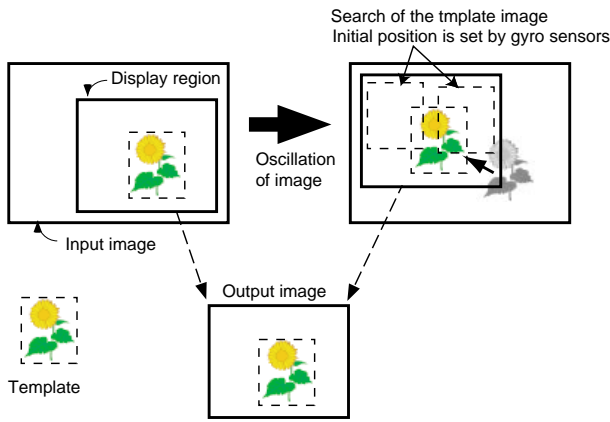 Search of the tmplate image
Initial position is set by gyro sensors
Display region
Oscillation
of image
Input image
Output image
Template